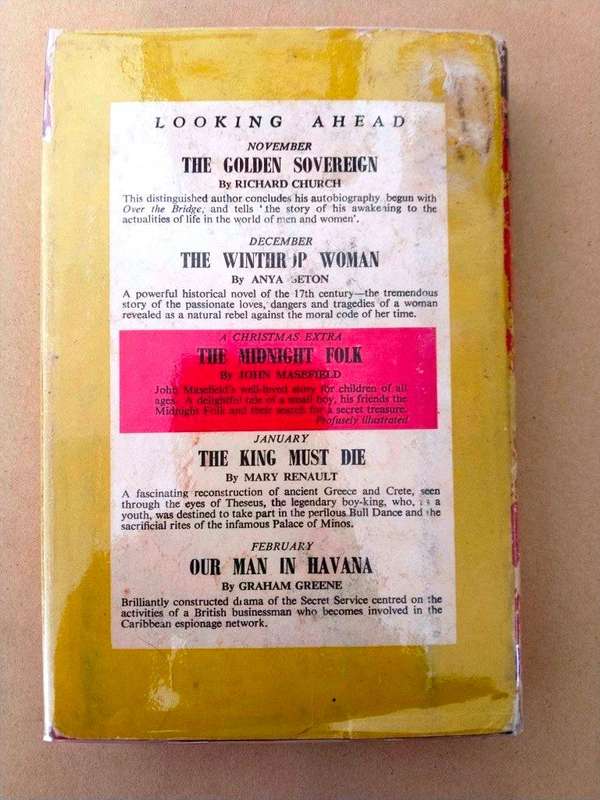 LOOKING AHEAD
NOVEMBER
THE GOLDEN SOVEREIGN
By RICHARD CHURCH
This distinguished author concludes his autobiography begun with
Over the Bridge, and tells 'the story of his awakening to the
actualities of life in the world of men and women'.
DECEMBER
THE WINTHROP WOMAN
By ANYA SETON
A powerful historical novel of the 17th century—the tremendous
story of the passionate loves, dangers and tragedies of a woman
revealed as a natural rebel against the moral code of her time.
A CHRISTMAS EXTRA
THE MIDNIGHT FOLK
By JOHN MASEFIELD
John Masefield's well-loved story for children of all
ages. A delightful tale of a small boy, his friends the
Midnight Folk and their search for a secret treasure.
Profusely illustrated
JANUARY
THE KING MUST DIE
By MARY RENAULT
A fascinating reconstruction of ancient Greece and Crete, seen
through the eyes of Theseus, the legendary boy-king, who, as a
youth, was destined to take part in the perilous Bull Dance and the
sacrificial rites of the infamous Palace of Minos.
FEBRUARY
OUR MAN IN HAVANA
By GRAHAM GREENE
Brilliantly constructed drama of the Secret Service centred on the
activities of a British businessman who becomes involved in the
Caribbean espionage network.